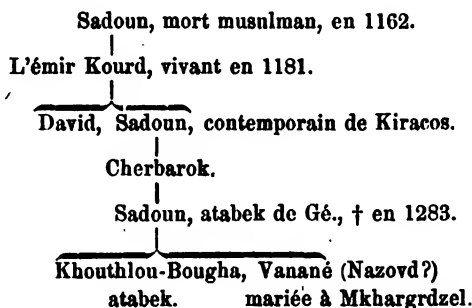 Sadoun, mort musulman, en 1162.
L'émir Kourd, vivant en 1181.
David, Sadoun, contemporain de Kiracos.
Cherbarok.
Sadoun, atabek de Gé., † en 1283.
Khouthlou-Bougha, Vanané (Nazovd?)
atabek. mariée à Mkhargrdzel.